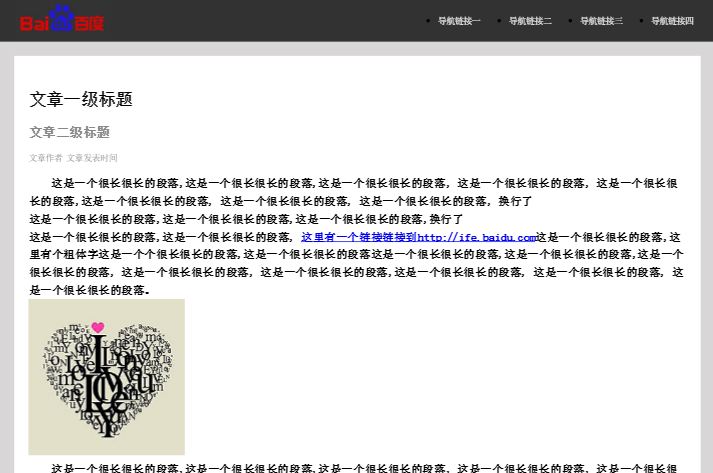 Bai百度
导航链接一 导航链接二 导航链接三 导航链接四
文章一级标题
文章二级标题
文章作者 文章发表时间
这是一个很长很长的段落,这是一个很长很长的段落,这是一个很长很长的段落, 这是一个很长很长的段落, 这是一个很长很
长的段落,这是一个很长很长的段落, 这是一个很长很长的段落, 这是一个很长很长的段落, 换行了
这是一个很长很长的段落,这是一个很长很长的段落,这是一个很长很长的段落,换行了
这是一个很长很长的段落,这是一个很长很长的段落, 这里有一个链接链接到http://ife.baidu.com这是一个很长很长的段落,这
里有个粗体字这是一个个很长很长的段落,这是一个很长很长的段落这是一个很长很长的段落,这是一个很长很长的段落,这是一个
很长很长的段落, 这是一个很长很长的段落, 这是一个很长很长的段落,这是一个很长很长的段落, 这是一个很长很长的段落, 这
是一个很长很长的段落。
这是一个很长很长的段落,这是一个很长很长的段落,这是一个很长很长的段落, 这是一个很长很长的段落, 这是一个很长很